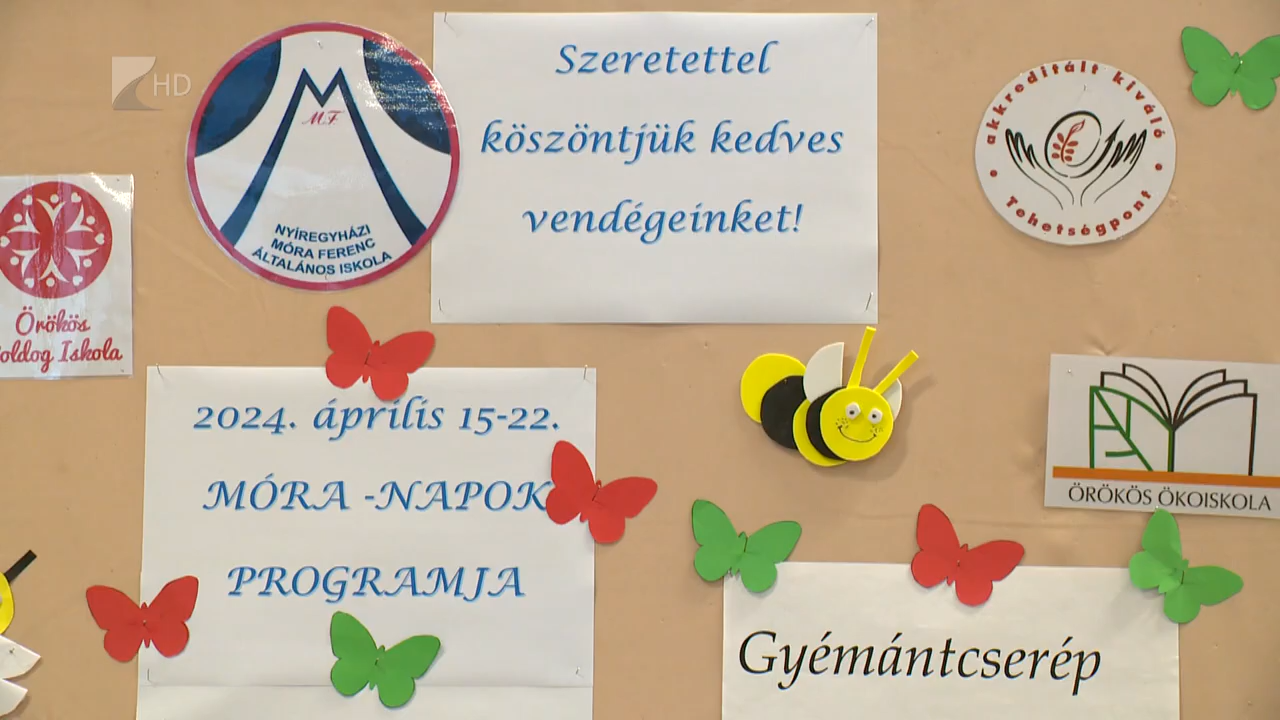 HD
M.F.
NYÍREGYHÁZI
MÓRA FERENC
ÁLTALÁNOS ISKOLA
Szeretettel
köszöntjük kedves
vendégeinket!
akkreditált kiváló
Tehetségpont
Örökös
oldog Iskola
2024. április 15-22.
MÓRA -NAPOK
PROGRAMJA
ÖRÖKÖS ÖKOISKOLA
Gyémántcserép